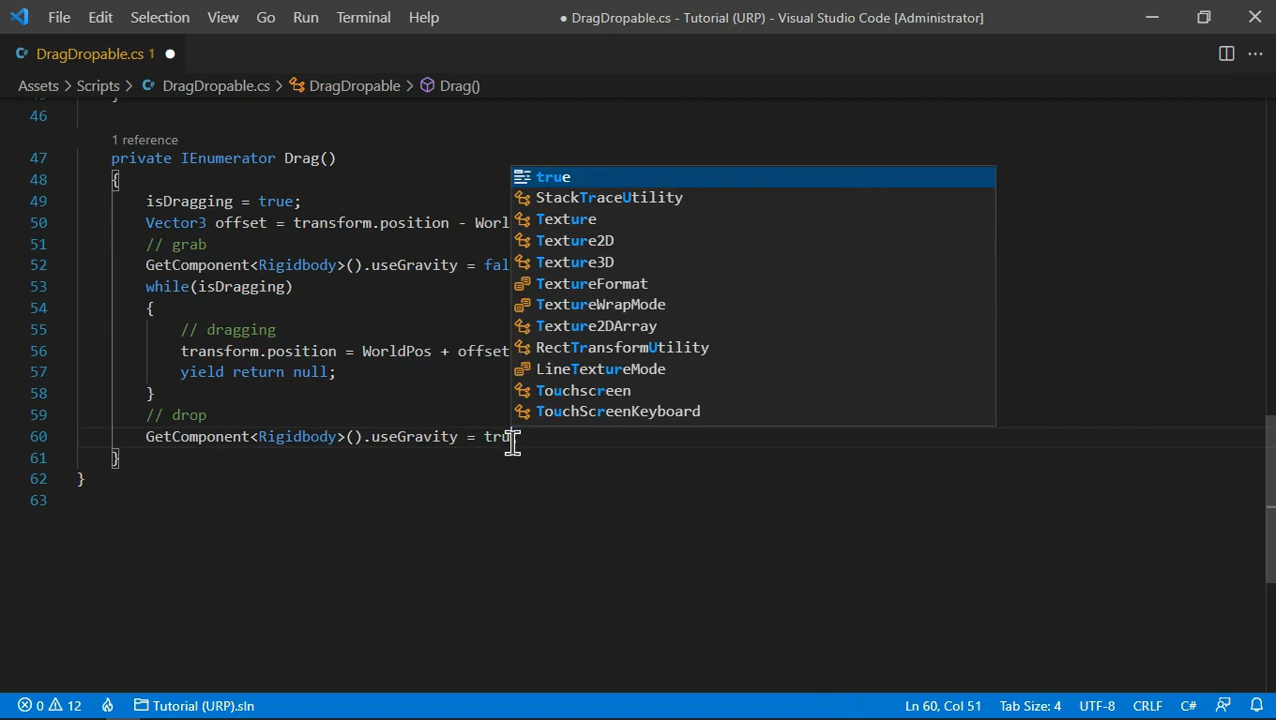 File Edit Selection View Go Run Terminal Help ● DragDropable.cs - Tutorial (URP) - Visual Studio Code [Administrator]
DragDropable.cs 1
Assets > Scripts > DragDropable.cs > DragDropable > Drag()
46
1 reference
47 private IEnumerator Drag()
48 {
49 isDragging = true;
50 Vector3 offset = transform.position - Worl
51 // grab
52 GetComponent<Rigidbody>().useGravity = fal
53 while(isDragging)
54 {
55 // dragging
56 transform.position = WorldPos + offset
57 yield return null;
58 }
59 // drop
60 GetComponent<Rigidbody>().useGravity = tru
61 }
62 }
63
true
StackTraceUtility
Texture
Texture2D
Texture3D
TextureFormat
TextureWrapMode
Texture2DArray
RectTransformUtility
LineTextureMode
Touchscreen
TouchScreenKeyboard
0 12 Tutorial (URP).sln Ln 60, Col 51 Tab Size: 4 UTF-8 CRLF C#